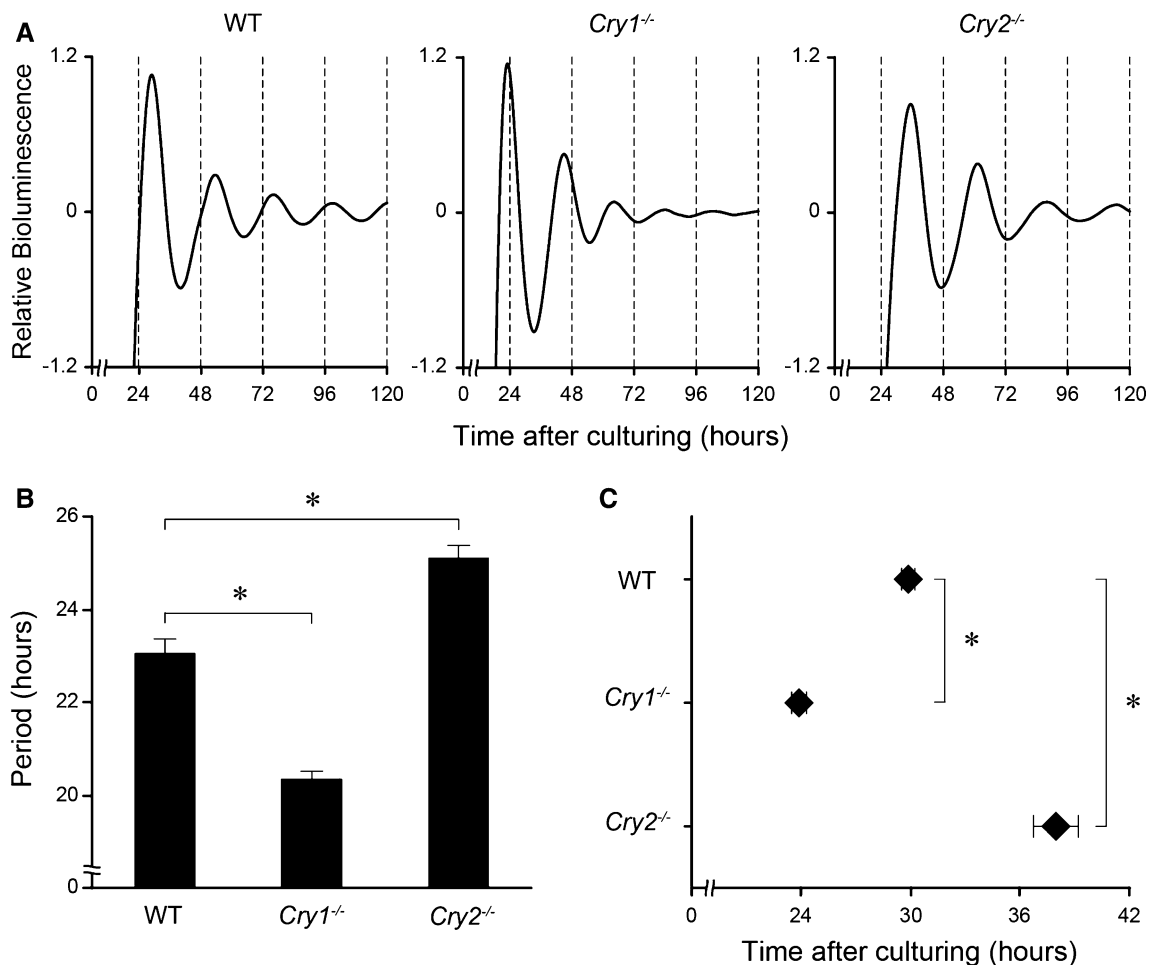 A
WT
Cry1-/-
Cry2-/-
Relative Bioluminescence
1.2
0
-1.2
0 24 48 72 96 120
1.2
0
-1.2
0 24 48 72 96 120
1.2
0
-1.2
0 24 48 72 96 120
Time after culturing (hours)
B
Period (hours)
26
24
22
20
0
*
*
WT Cry1-/- Cry2-/-
C
WT
Cry1-/-
Cry2-/-
*
*
0 24 30 36 42
Time after culturing (hours)